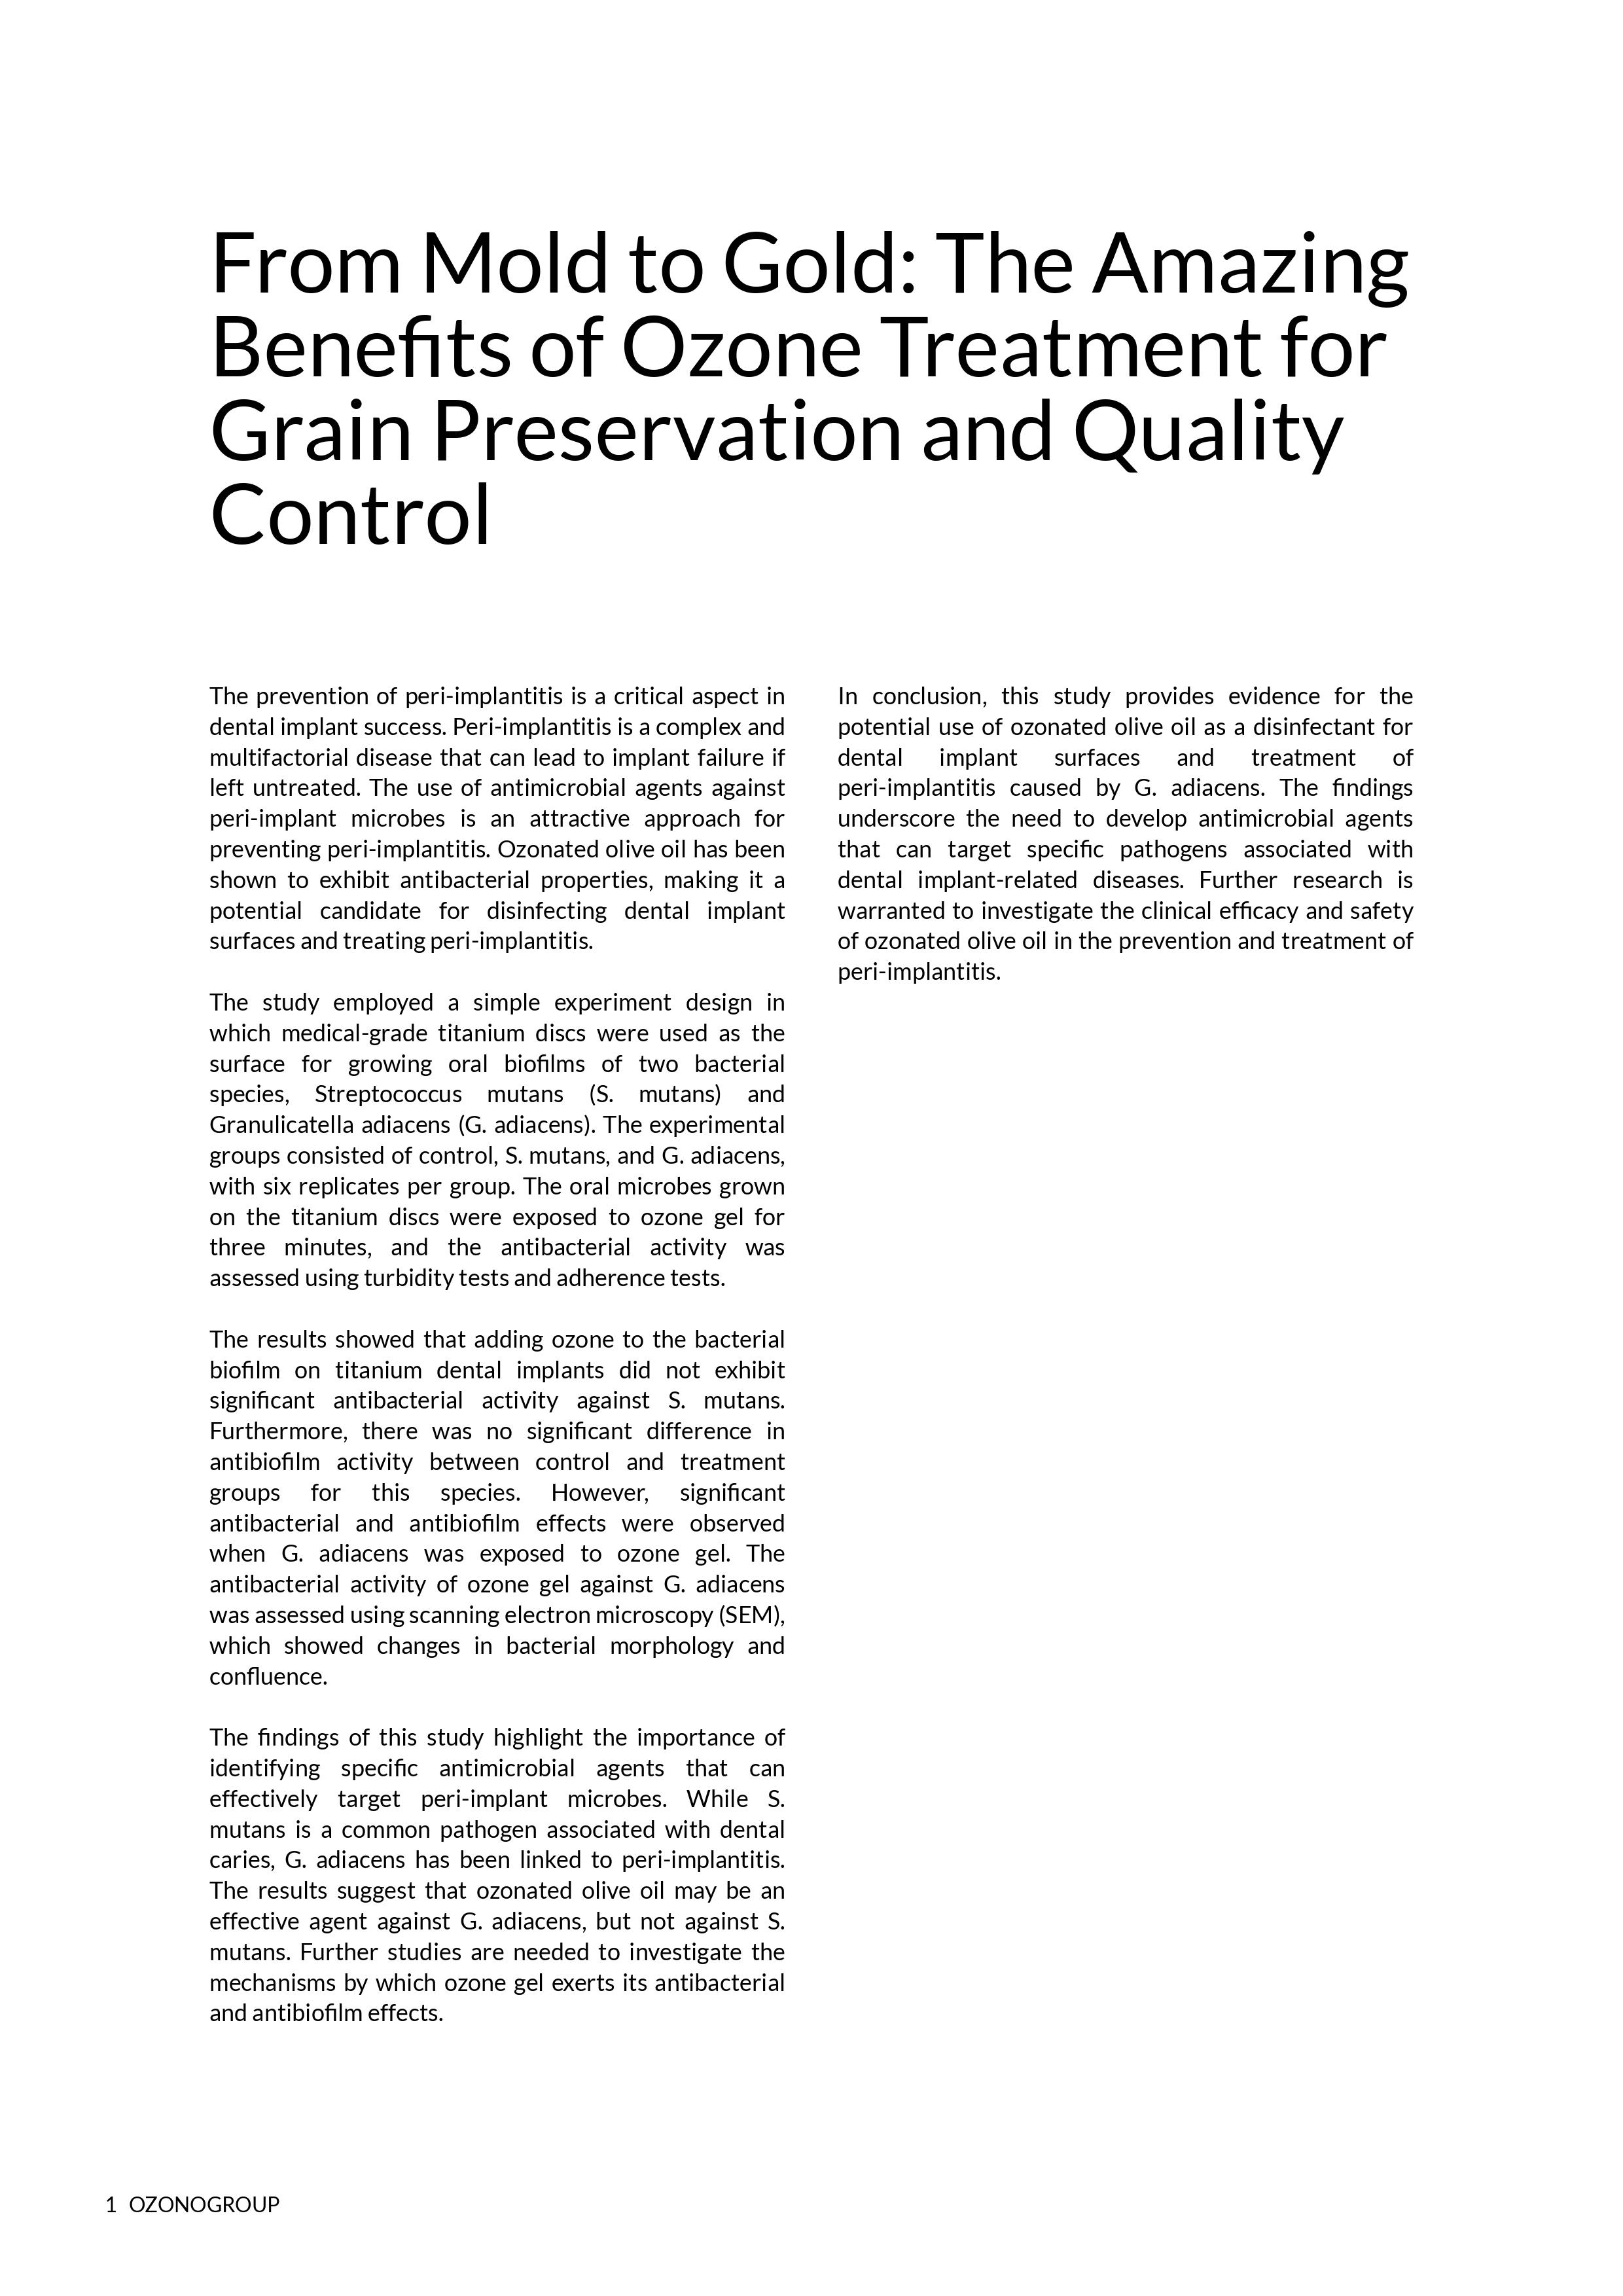 From Mold to Gold: The Amazing
Benefits of Ozone Treatment for
Grain Preservation and Quality
Control
The prevention of peri-implantitis is a critical aspect in
dental implant success. Peri-implantitis is a complex and
multifactorial disease that can lead to implant failure if
left untreated. The use of antimicrobial agents against
peri-implant microbes is an attractive approach for
preventing peri-implantitis. Ozonated olive oil has been
shown to exhibit antibacterial properties, making it a
potential candidate for disinfecting dental implant
surfaces and treating peri-implantitis.
The study employed a simple experiment design in
which medical-grade titanium discs were used as the
surface for growing oral biofilms of two bacterial
species, Streptococcus mutans (S. mutans) and
Granulicatella adiacens (G. adiacens). The experimental
groups consisted of control, S. mutans, and G. adiacens,
with six replicates per group. The oral microbes grown
on the titanium discs were exposed to ozone gel for
three minutes, and the antibacterial activity was
assessed using turbidity tests and adherence tests.
The results showed that adding ozone to the bacterial
biofilm on titanium dental implants did not exhibit
significant antibacterial activity against S. mutans.
Furthermore, there was no significant difference in
antibiofilm activity between control and treatment
groups for this species. However, significant
antibacterial and antibiofilm effects were observed
when G. adiacens was exposed to ozone gel. The
antibacterial activity of ozone gel against G. adiacens
was assessed using scanning electron microscopy (SEM),
which showed changes in bacterial morphology and
confluence.
The findings of this study highlight the importance of
identifying specific antimicrobial agents that can
effectively target peri-implant microbes. While S.
mutans is a common pathogen associated with dental
caries, G. adiacens has been linked to peri-implantitis.
The results suggest that ozonated olive oil may be an
effective agent against G. adiacens, but not against S.
mutans. Further studies are needed to investigate the
mechanisms by which ozone gel exerts its antibacterial
and antibiofilm effects.
In conclusion, this study provides evidence for the
potential use of ozonated olive oil as a disinfectant for
dental implant surfaces and treatment of
peri-implantitis caused by G. adiacens. The findings
underscore the need to develop antimicrobial agents
that can target specific pathogens associated with
dental implant-related diseases. Further research is
warranted to investigate the clinical efficacy and safety
of ozonated olive oil in the prevention and treatment of
peri-implantitis.
1 OZONOGROUP